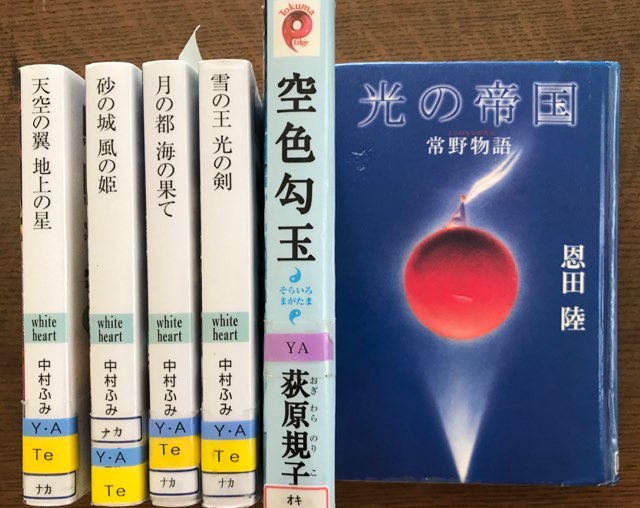 天空の翼 地上の星
white
heart
中村ふみ
Y・A
Te
ナカ
砂の城 風の姫
white
heart
中村ふみ
ナカ
Y・A
Te
月の都 海の果て
white
heart
中村ふみ
Y・A
Te
ナカ
雪の王 光の剣
white
heart
中村ふみ
Y・A
Te
ナカ
Tokuma
Edge
空色勾玉
そらいろ
まがたま
YA
荻原規子
おぎわらのりこ
オキ
光の帝国
常野物語
恩田陸